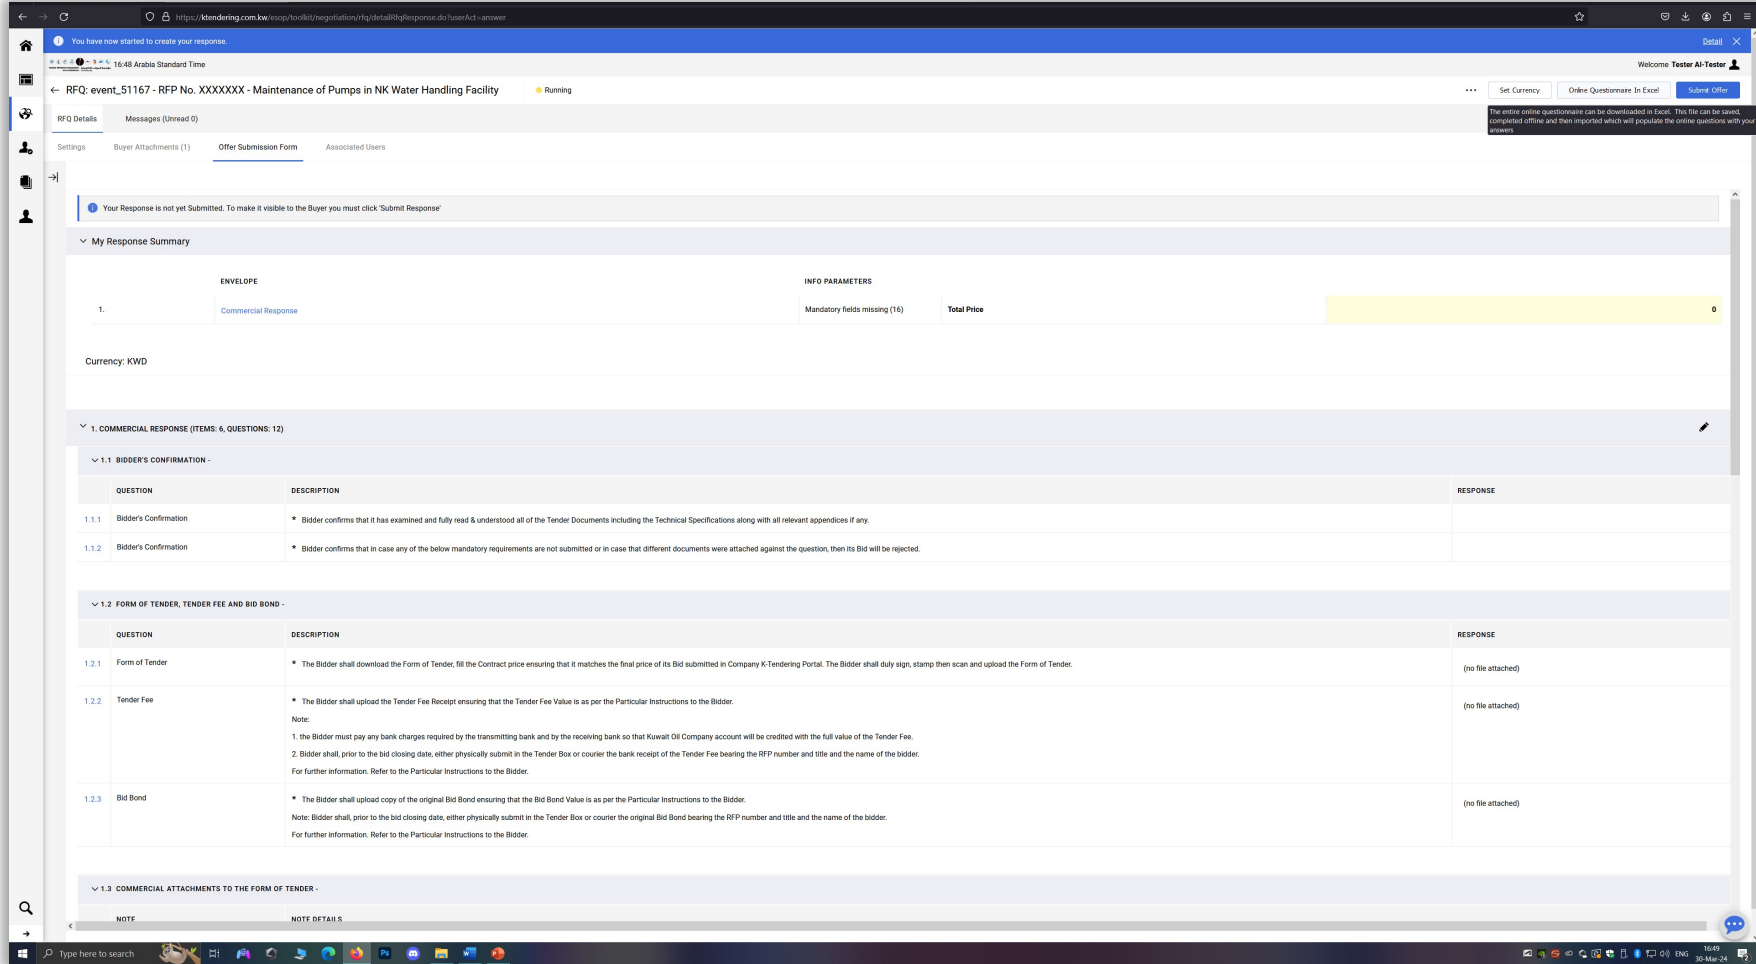 https://ktendering.com.kw/esop/toolkit/negotiation/rfq/detailRfqResponse.do?userAct=answer
You have now started to create your response.
Detail
16:48 Arabia Standard Time
Welcome Tester Al-Tester
RFQ: event_51167 - RFP No. XXXXXXX - Maintenance of Pumps in NK Water Handling Facility
Running
Set Currency
Online Questionnaire In Excel
Submit Offer
The entire online questionnaire can be downloaded in Excel. This file can be saved,
completed offline and then imported which will populate the online questions with your
answers
RFQ Details
Messages (Unread 0)
Settings
Buyer Attachments (1)
Offer Submission Form
Associated Users
Your Response is not yet Submitted. To make it visible to the Buyer you must click 'Submit Response'
My Response Summary
ENVELOPE
INFO PARAMETERS
1.
Commercial Response
Mandatory fields missing (16)
Total Price
0
Currency: KWD
1. COMMERCIAL RESPONSE (ITEMS: 6, QUESTIONS: 12)
1.1 BIDDER'S CONFIRMATION -
QUESTION
DESCRIPTION
RESPONSE
1.1.1
Bidder's Confirmation
* Bidder confirms that it has examined and fully read & understood all of the Tender Documents including the Technical Specifications along with all relevant appendices if any.
1.1.2
Bidder's Confirmation
* Bidder confirms that in case any of the below mandatory requirements are not submitted or in case that different documents were attached against the question, then its Bid will be rejected.
1.2 FORM OF TENDER, TENDER FEE AND BID BOND -
QUESTION
DESCRIPTION
RESPONSE
1.2.1
Form of Tender
* The Bidder shall download the Form of Tender, fill the Contract price ensuring that it matches the final price of its Bid submitted in Company K-Tendering Portal. The Bidder shall duly sign, stamp then scan and upload the Form of Tender.
(no file attached)
1.2.2
Tender Fee
* The Bidder shall upload the Tender Fee Receipt ensuring that the Tender Fee Value is as per the Particular Instructions to the Bidder.
(no file attached)
Note:
1. the Bidder must pay any bank charges required by the transmitting bank and by the receiving bank so that Kuwait Oil Company account will be credited with the full value of the Tender Fee.
2. Bidder shall, prior to the bid closing date, either physically submit in the Tender Box or courier the bank receipt of the Tender Fee bearing the RFP number and title and the name of the bidder.
For further information. Refer to the Particular Instructions to the Bidder.
1.2.3
Bid Bond
* The Bidder shall upload copy of the original Bid Bond ensuring that the Bid Bond Value is as per the Particular Instructions to the Bidder.
(no file attached)
Note: Bidder shall, prior to the bid closing date, either physically submit in the Tender Box or courier the original Bid Bond bearing the RFP number and title and the name of the bidder.
For further information. Refer to the Particular Instructions to the Bidder.
1.3 COMMERCIAL ATTACHMENTS TO THE FORM OF TENDER -
NOTE
NOTE DETAILS
Type here to search
Ps
ENG
16:49
30-Mar-24